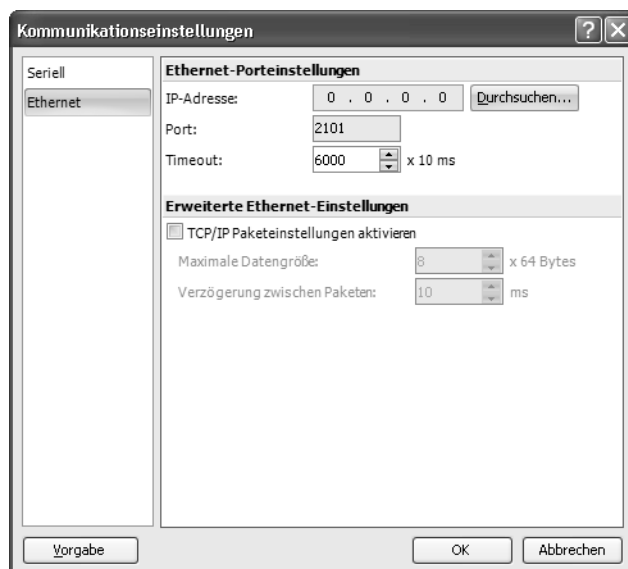 Kommunikationseinstellungen
Seriell
Ethernet
Ethernet-Porteinstellungen
IP-Adresse: 0 . 0 . 0 . 0 Durchsuchen...
Port: 2101
Timeout: 6000 x 10 ms
Erweiterte Ethernet-Einstellungen
TCP/IP Paketeinstellungen aktivieren
Maximale Datengröße: 8 x 64 Bytes
Verzögerung zwischen Paketen: 10 ms
Vorgabe OK Abbrechen